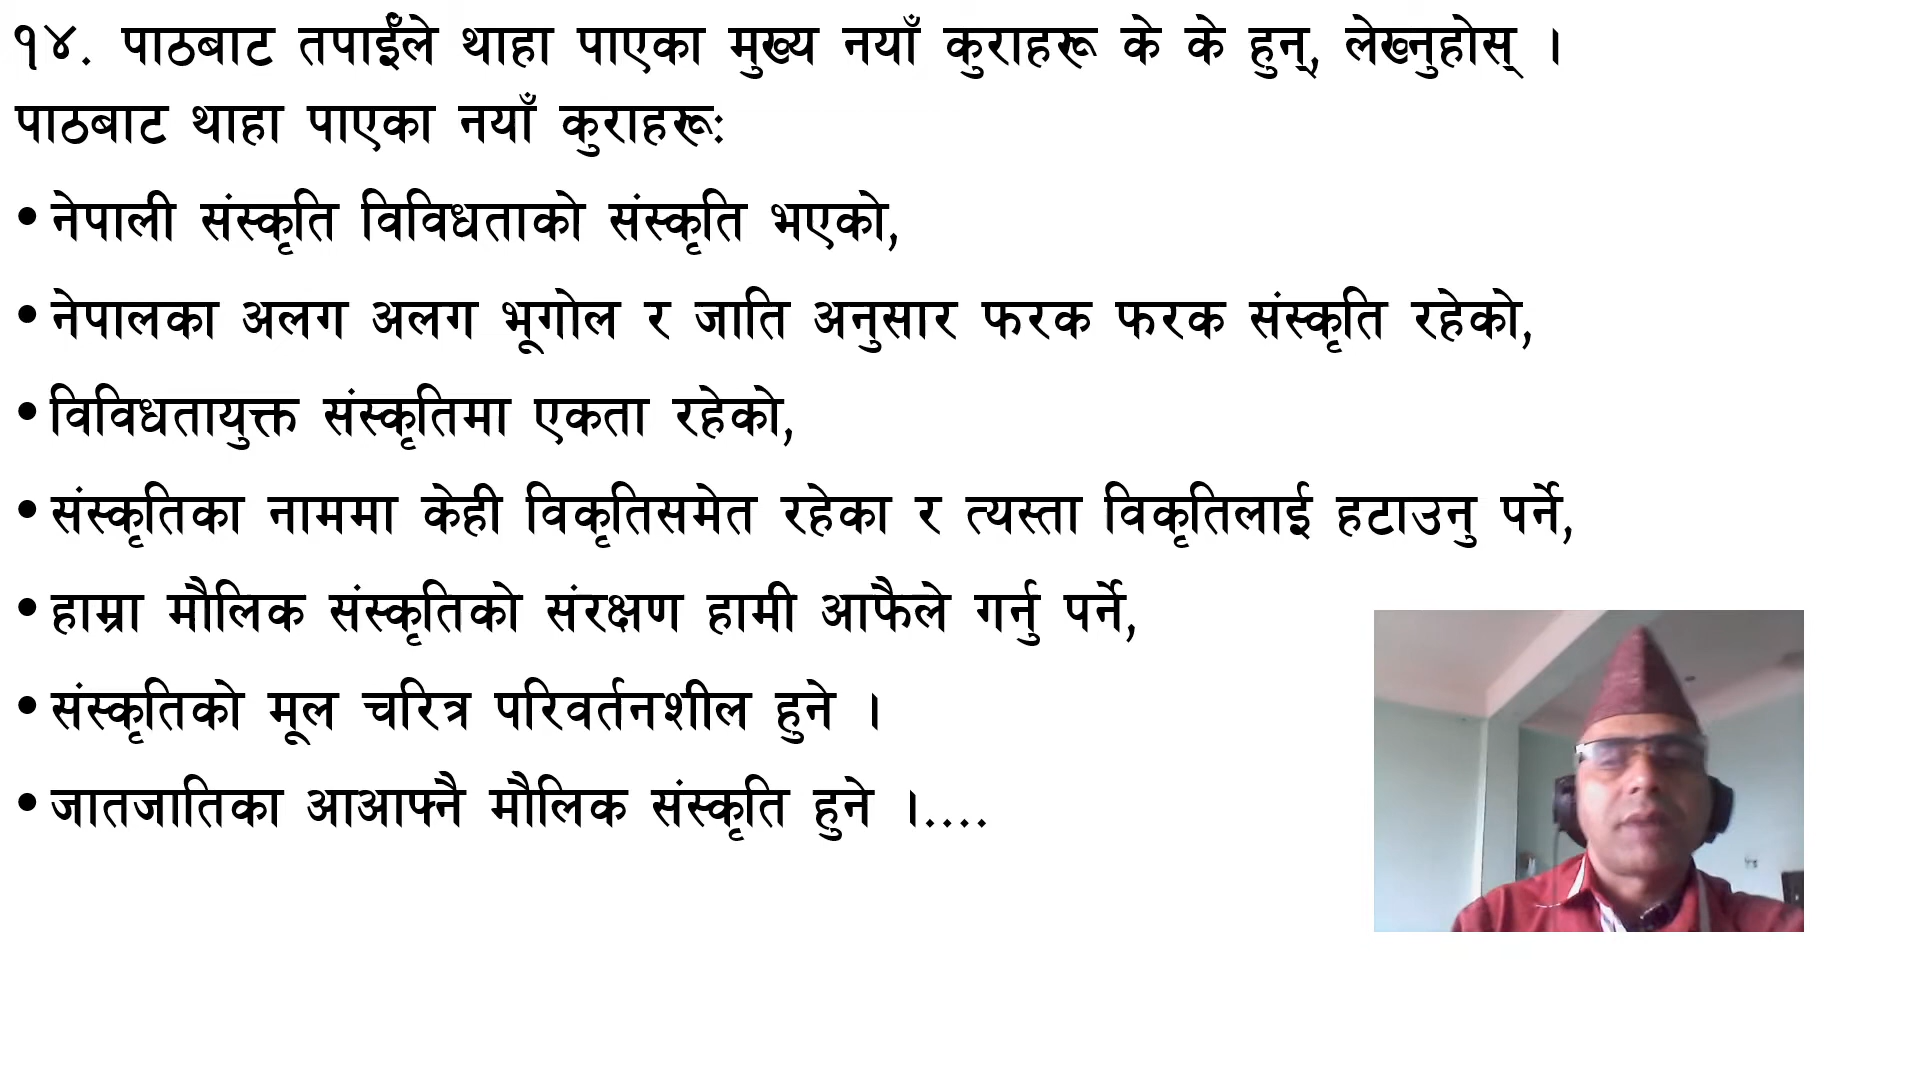 १४. पाठबाट तपाईँले थाहा पाएका मुख्य नयाँ कुराहरू के के हुन्, लेख्नुहोस् ।
पाठबाट थाहा पाएका नयाँ कुराहरूः
• नेपाली संस्कृति विविधताको संस्कृति भएको,
• नेपालका अलग अलग भूगोल र जाति अनुसार फरक फरक संस्कृति रहेको,
• विविधतायुक्त संस्कृतिमा एकता रहेको,
• संस्कृतिका नाममा केही विकृतिसमेत रहेका र त्यस्ता विकृतिलाई हटाउनु पर्ने,
• हाम्रा मौलिक संस्कृतिको संरक्षण हामी आफैले गर्नु पर्ने,
• संस्कृतिको मूल चरित्र परिवर्तनशील हुने ।
• जातजातिका आआफ्नै मौलिक संस्कृति हुने ।....